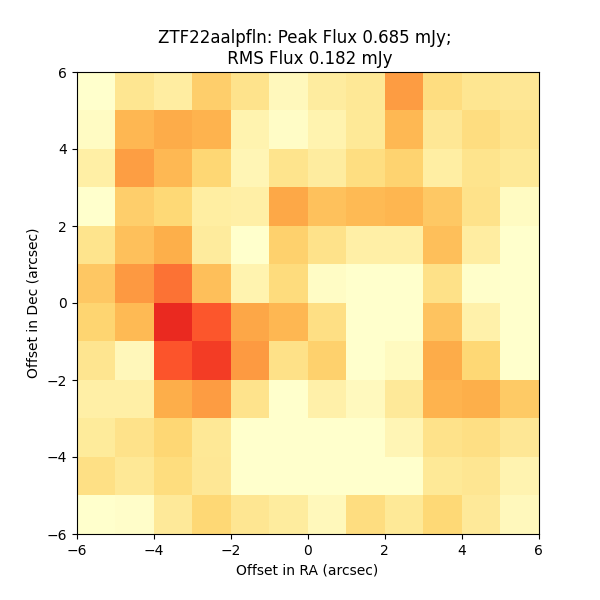 ZTF22aalpfln: Peak Flux 0.685 mJy;
RMS Flux 0.182 mJy
6
4
2
0
−2
−4
−6
Offset in Dec (arcsec)
−6 −4 −2 0 2 4 6
Offset in RA (arcsec)